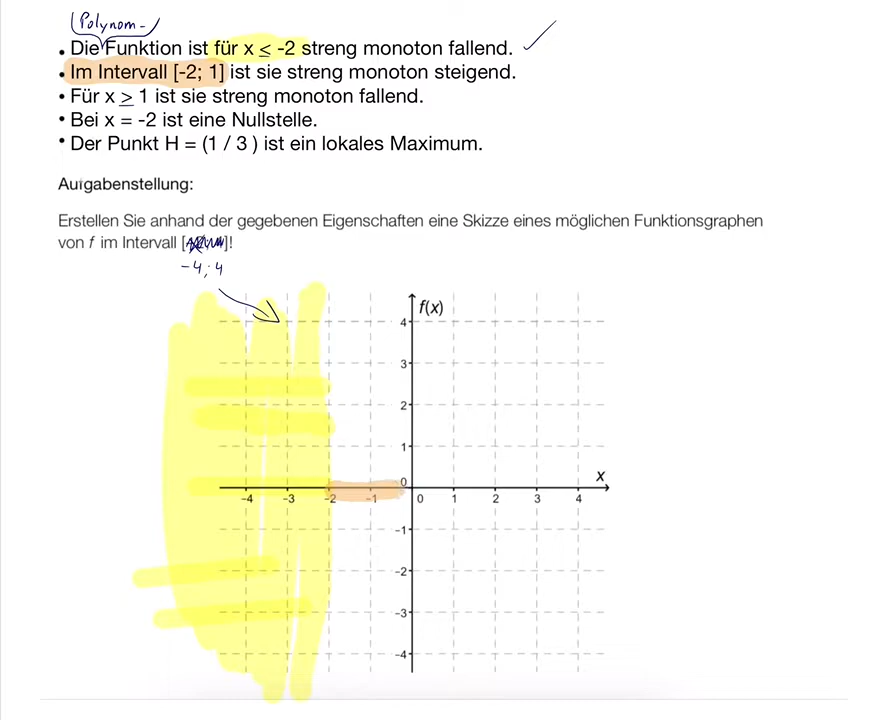 (Polynom-)
• Die Funktion ist für x ≤ -2 streng monoton fallend.
• Im Intervall [-2; 1] ist sie streng monoton steigend.
• Für x ≥ 1 ist sie streng monoton fallend.
• Bei x = -2 ist eine Nullstelle.
• Der Punkt H = (1 / 3 ) ist ein lokales Maximum.
Aufgabenstellung:
Erstellen Sie anhand der gegebenen Eigenschaften eine Skizze eines möglichen Funktionsgraphen
von f im Intervall []!
-4; 4
f(x)
4
3
2
1
0
x
-4 -3 -2 -1 0 1 2 3 4
-1
-2
-3
-4